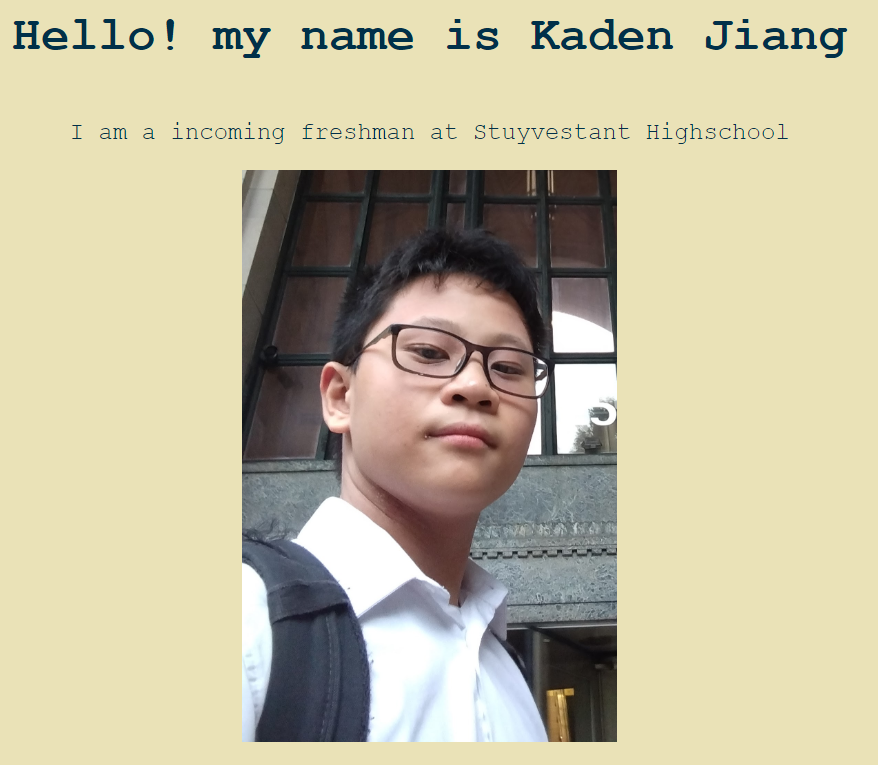 Hello! my name is Kaden Jiang
I am a incoming freshman at Stuyvestant Highschool